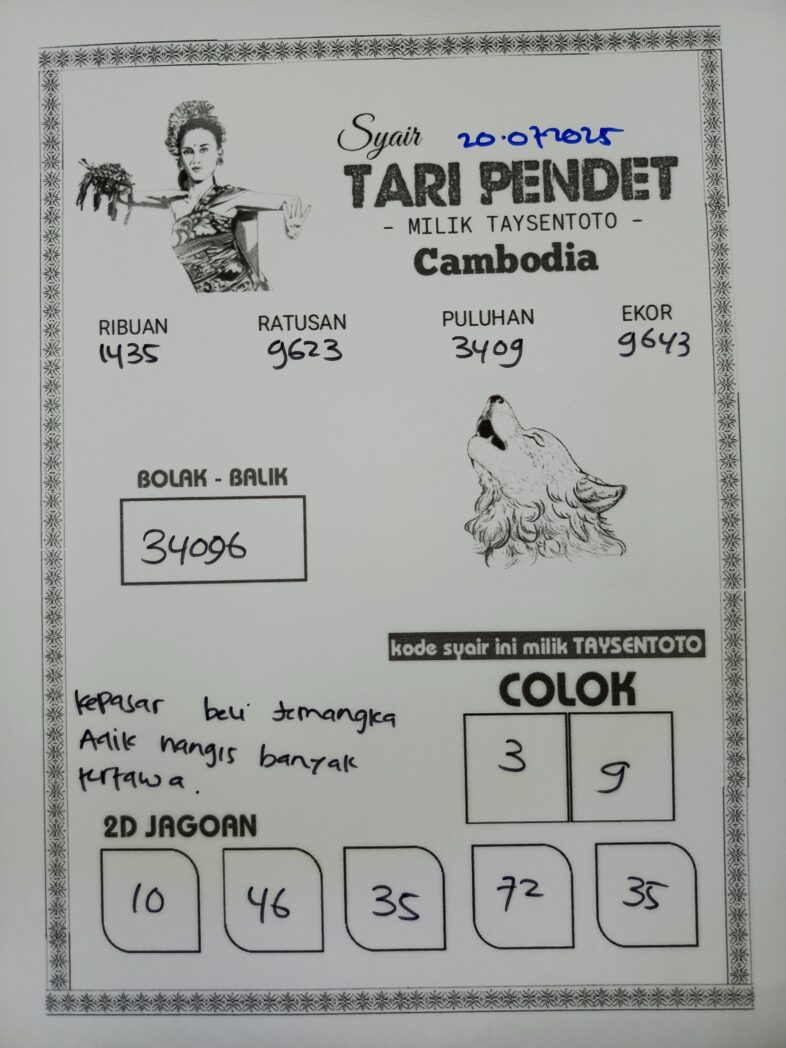 Syair 20.07.2025
TARI PENDET
- MILIK TAYSENTOTO -
Cambodia
RIBUAN RATUSAN PULUHAN EKOR
1435 9623 3409 9643
BOLAK - BALIK
34096
kode syair ini milik TAYSENTOTO
COLOK
3 9
kepasar beli semangka
Adik nangis banyak
tertawa.
2D JAGOAN
10 46 35 72 35